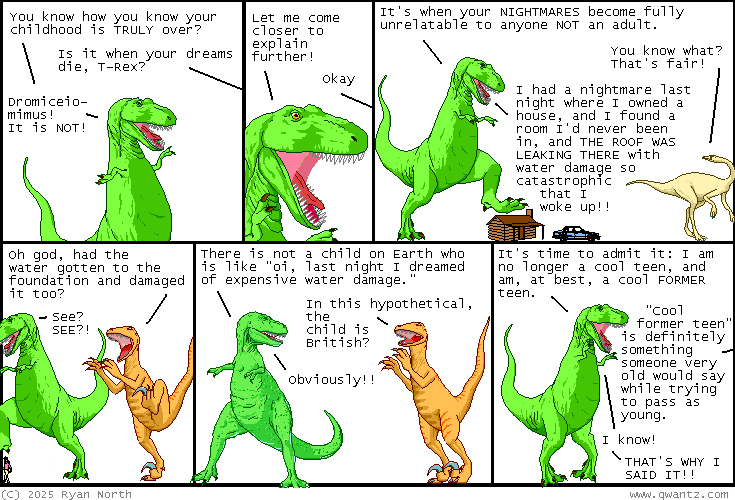 You know how you know your
childhood is TRULY over?
Is it when your dreams
die, T-Rex?
Dromiceio-
mimus!
It is NOT!
Let me come
closer to
explain
further!
Okay
It's when your NIGHTMARES become fully
unrelatable to anyone NOT an adult.
You know what?
That's fair!
I had a nightmare last
night where I owned a
house, and I found a
room I'd never been
in, and THE ROOF WAS
LEAKING THERE with
water damage so
catastrophic
that I
woke up!!
Oh god, had the
water gotten to the
foundation and damaged
it too?
See?
SEE?!
There is not a child on Earth who
is like "oi, last night I dreamed
of expensive water damage."
In this hypothetical,
the
child is
British?
Obviously!!
It's time to admit it: I am
no longer a cool teen, and
am, at best, a cool FORMER
teen.
"Cool
former teen"
is definitely
something
someone very
old would say
while trying
to pass as
young.
I know!
THAT'S WHY I
SAID IT!!
(C) 2025 Ryan North
www.qwantz.com